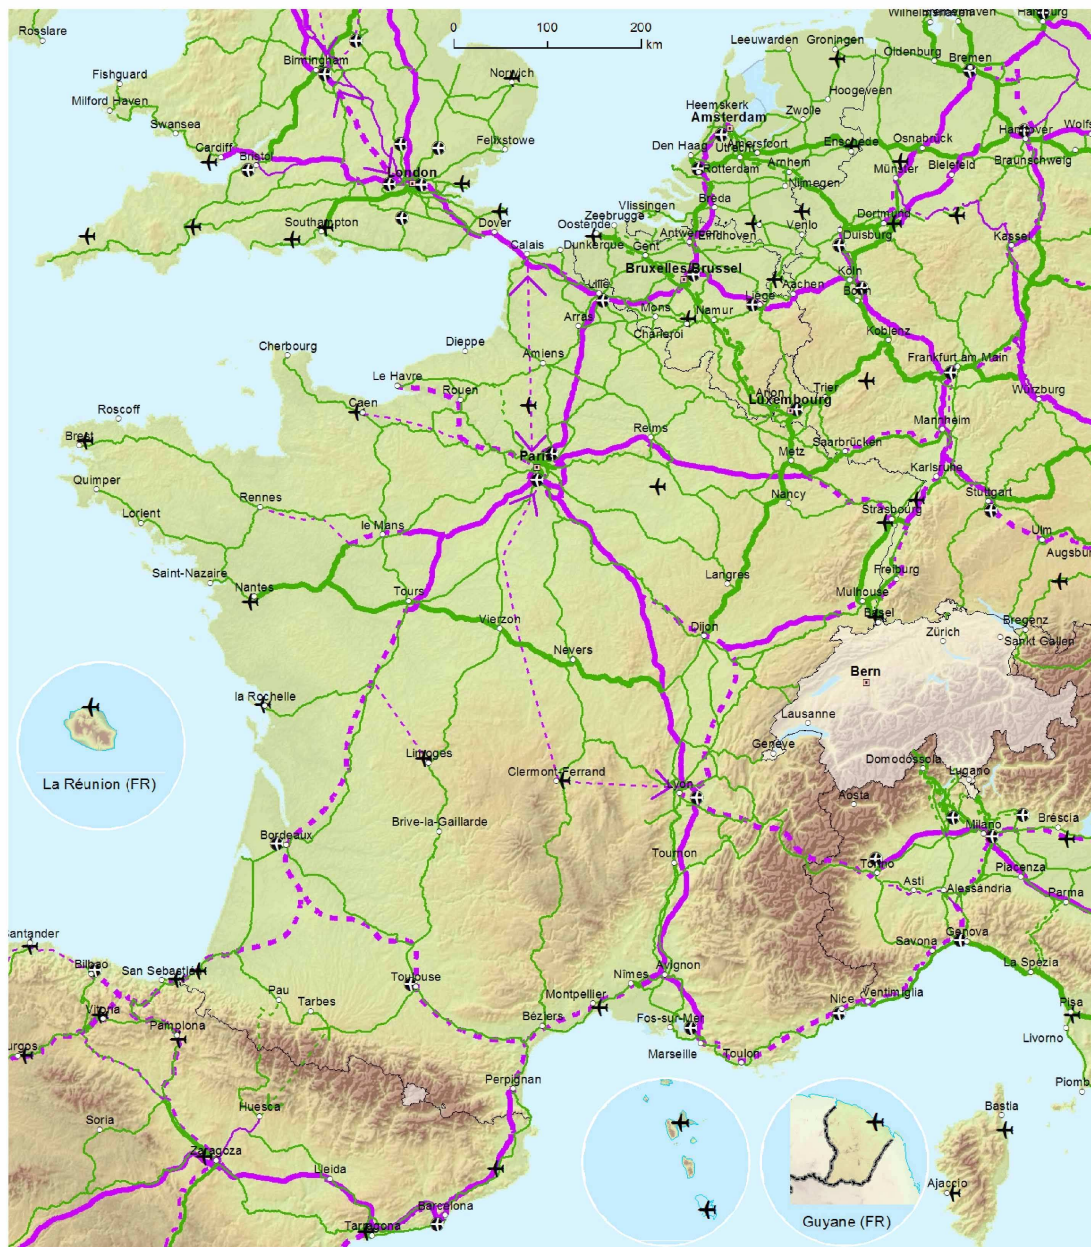 Rosslare
0 100 200
km
Wilhelmshaven
Bremerhaven
Hamburg
Leeuwarden
Groningen
Oldenburg
Bremen
Birmingham
Norwich
Fishguard
Hoogeveen
Milford Haven
Heemskerk
Amsterdam
Zwolle
Swansea
Felixstowe
Hannover
Wolfs
Cardiff
Bristol
Den Haag
Utrecht
Amersfoort
Enschede
Osnabrück
Braunschweig
London
Rotterdam
Arnhem
Münster
Bielefeld
Nijmegen
Breda
Southampton
Vlissingen
Zeebrugge
Dover
Oostende
Antwerpen
Eindhoven
Venlo
Dortmund
Duisburg
Calais
Dunkerque
Gent
Kassel
Bruxelles/Brussel
Köln
Lille
Liège
Aachen
Bonn
Mons
Namur
Arras
Charleroi
Koblenz
Cherbourg
Dieppe
Amiens
Frankfurt am Main
Le Havre
Rouen
Arlon
Trier
Würzburg
Roscoff
Caen
Luxembourg
Brest
Reims
Saarbrücken
Mannheim
Paris
Metz
Karlsruhe
Quimper
Rennes
Nancy
Stuttgart
Lorient
le Mans
Strasbourg
Ulm
Augsbur
Saint-Nazaire
Nantes
Langres
Freiburg
Tours
Mulhouse
Vierzon
Dijon
Basel
Bregenz
Zürich
Sankt Gallen
Nevers
Bern
la Rochelle
Lausanne
Genève
Limoges
Clermont-Ferrand
Lyon
Domodossola
Lugano
La Réunion (FR)
Aosta
Brive-la-Gaillarde
Milano
Bréscia
Bordeaux
Tournon
Torino
Piacenza
Asti
Alessandria
Parma
Santander
Genova
Savona
Bilbao
San Sebastián
Toulouse
Nîmes
Avignon
La Spezia
Pau
Tarbes
Montpellier
Nice
Ventimiglia
Vitoria
Pamplona
Béziers
Fos-sur-Mer
Pisa
Burgos
Marseille
Toulon
Livorno
Perpignan
Piomb
Soria
Huesca
Bastia
Zaragoza
Lleida
Ajaccio
Barcelona
Tarragona
Guyane (FR)